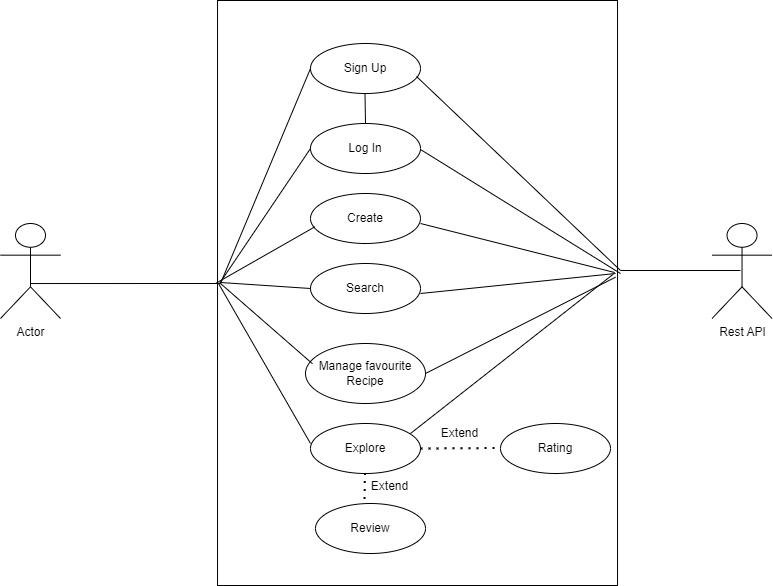 Sign Up
Log In
Create
Search
Actor
Rest API
Manage favourite
Recipe
Extend
Explore
Rating
Extend
Review